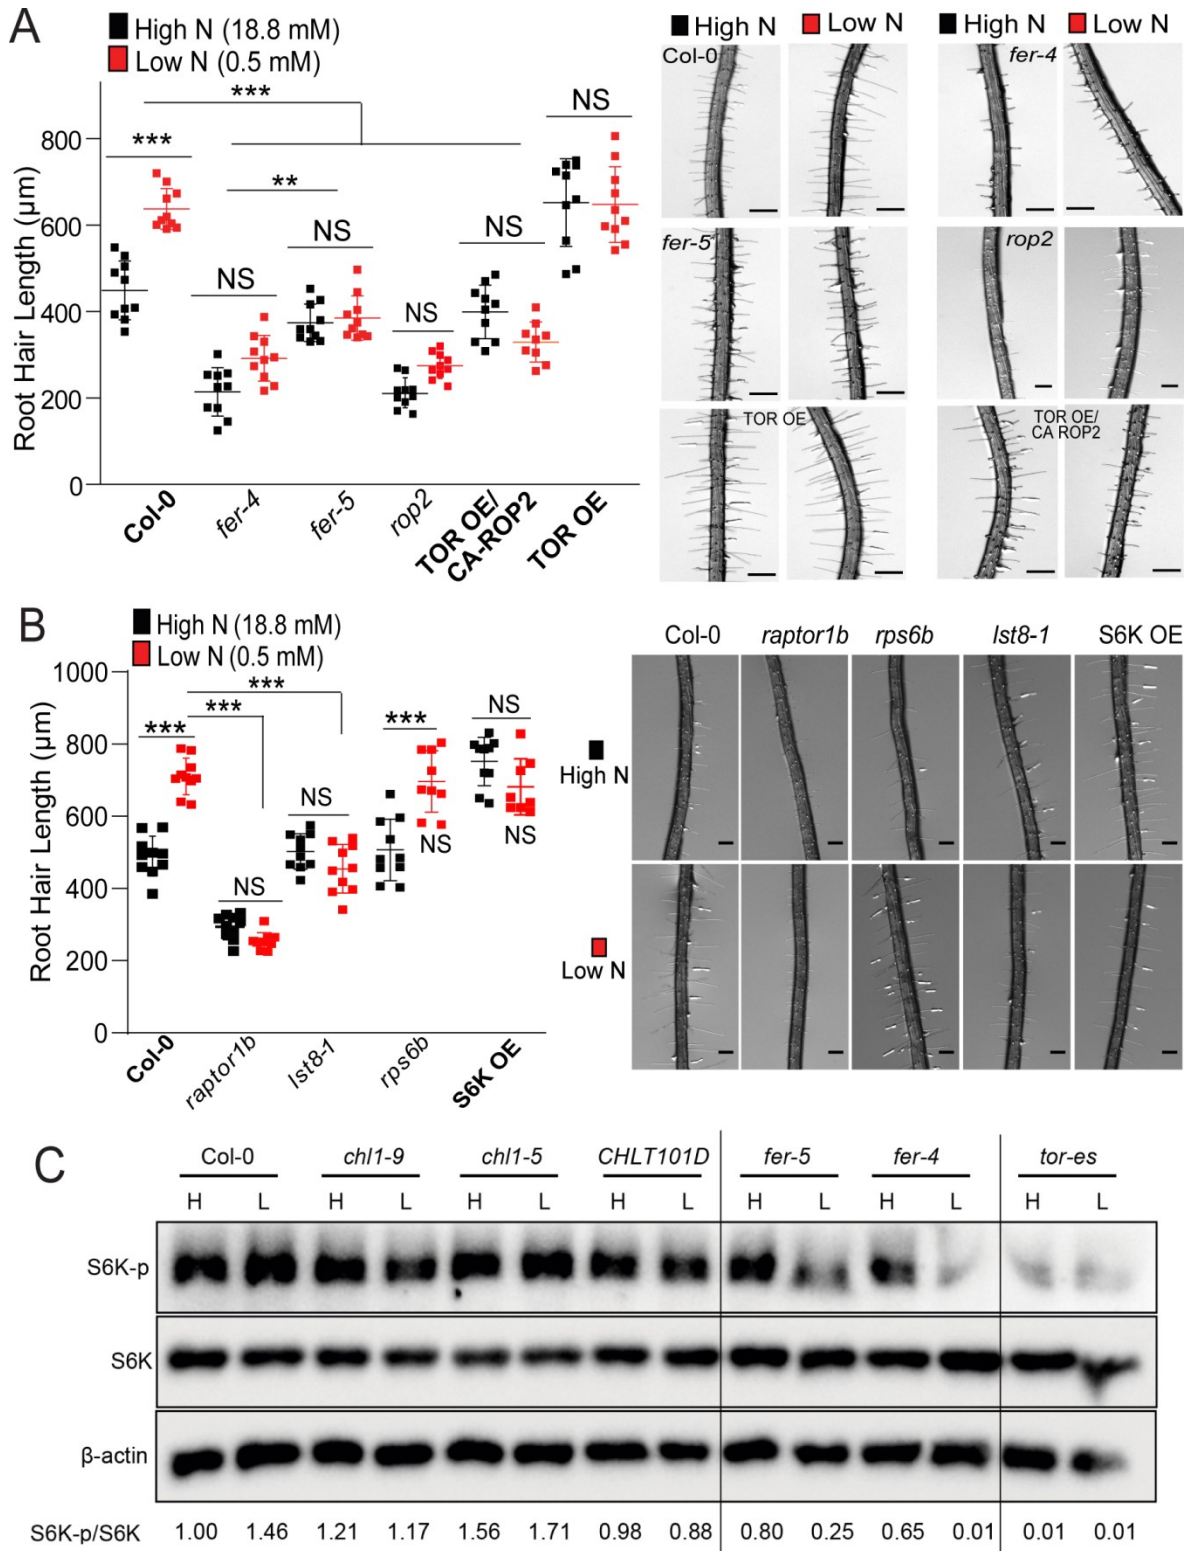 A
High N (18.8 mM)
Low N (0.5 mM)
Root Hair Length (µm)
800
600
400
200
0
***
***
NS
**
NS
NS
NS
NS
Col-0
fer-4
fer-5
rop2
TOR OE/
CA-ROP2
TOR OE
High N
Low N
High N
Low N
Col-0
fer-4
fer-5
rop2
TOR OE
TOR OE/
CA ROP2
B
High N (18.8 mM)
Low N (0.5 mM)
Root Hair Length (µm)
1000
800
600
400
200
0
***
***
***
NS
NS
***
NS
NS
NS
Col-0
raptor1b
lst8-1
rps6b
S6K OE
Col-0
raptor1b
rps6b
lst8-1
S6K OE
High N
Low N
C
Col-0
chl1-9
chl1-5
CHLT101D
fer-5
fer-4
tor-es
H L H L H L H L H L H L H L
S6K-p
S6K
β-actin
S6K-p/S6K 1.00 1.46 1.21 1.17 1.56 1.71 0.98 0.88 0.80 0.25 0.65 0.01 0.01 0.01